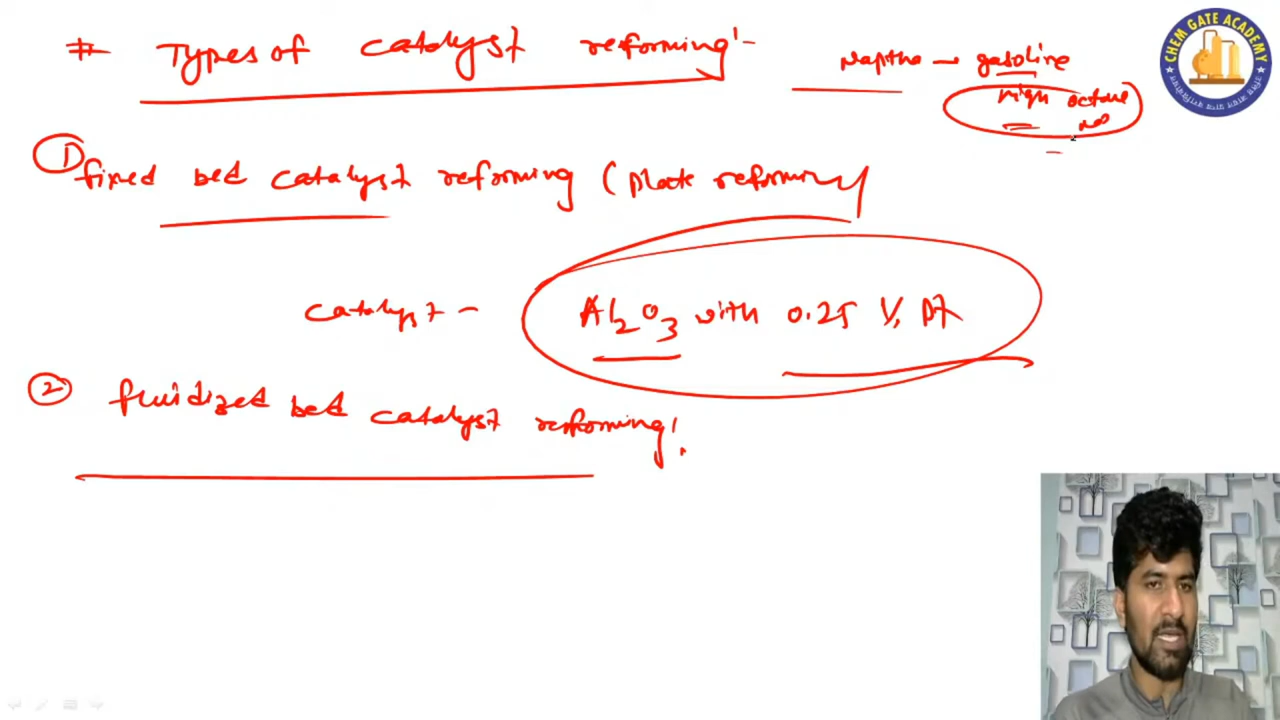 # Types of catalyst reforming:-
Naptha → gasoline
High octane no
① fixed bed catalyst reforming (Plat reforming)
catalyst - Al2O3 with 0.25 % Pt
② fluidized bed catalyst reforming:
CHEM GATE ACADEMY